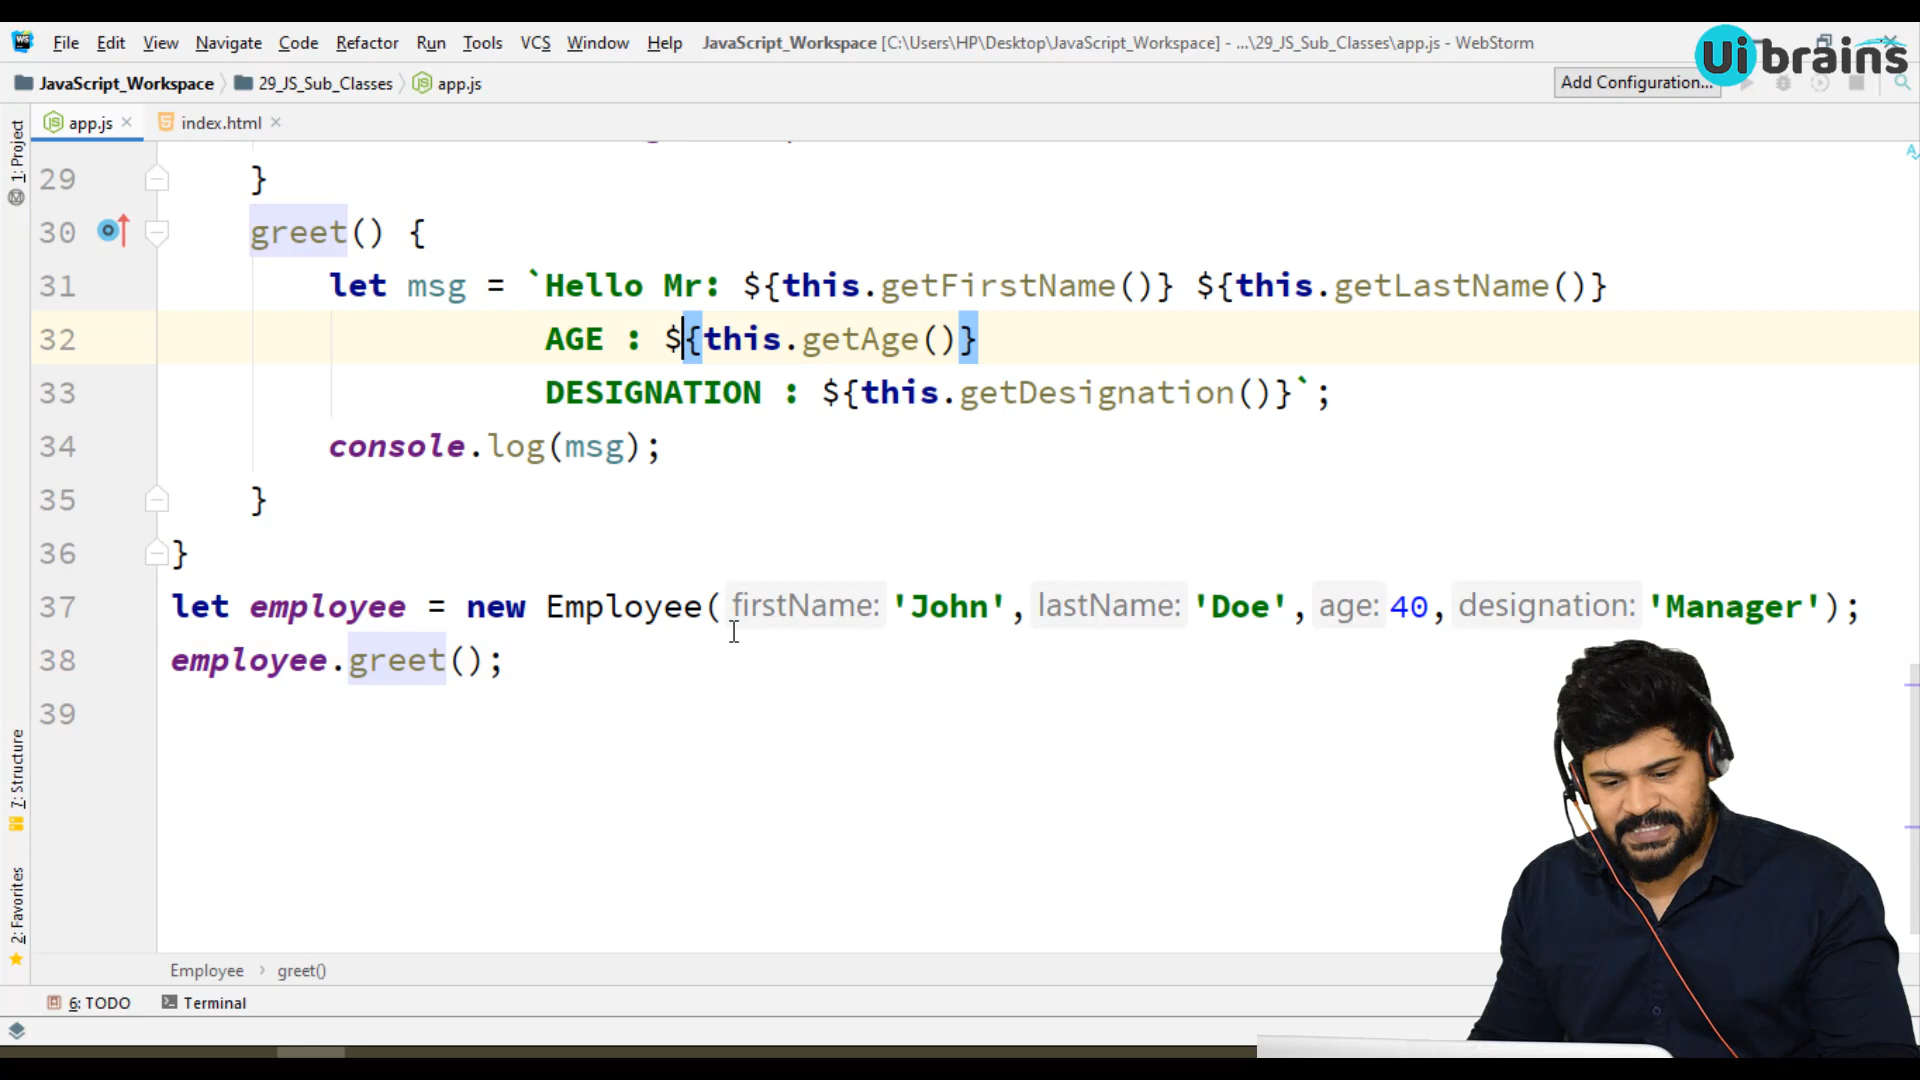 File Edit View Navigate Code Refactor Run Tools VCS Window Help JavaScript_Workspace [C:\Users\HP\Desktop\JavaScript_Workspace] - ...\29_JS_Sub_Classes\app.js - WebStorm
Ui brains
JavaScript_Workspace 29_JS_Sub_Classes app.js Add Configuration...
app.js index.html
1: Project
29 }
30 greet() {
31 let msg = `Hello Mr: ${this.getFirstName()} ${this.getLastName()}
32 AGE : ${this.getAge()}
33 DESIGNATION : ${this.getDesignation()}`;
34 console.log(msg);
35 }
36 }
37 let employee = new Employee( firstName: 'John', lastName: 'Doe', age: 40, designation: 'Manager');
38 employee.greet();
39
7: Structure
2: Favorites
Employee > greet()
6: TODO Terminal